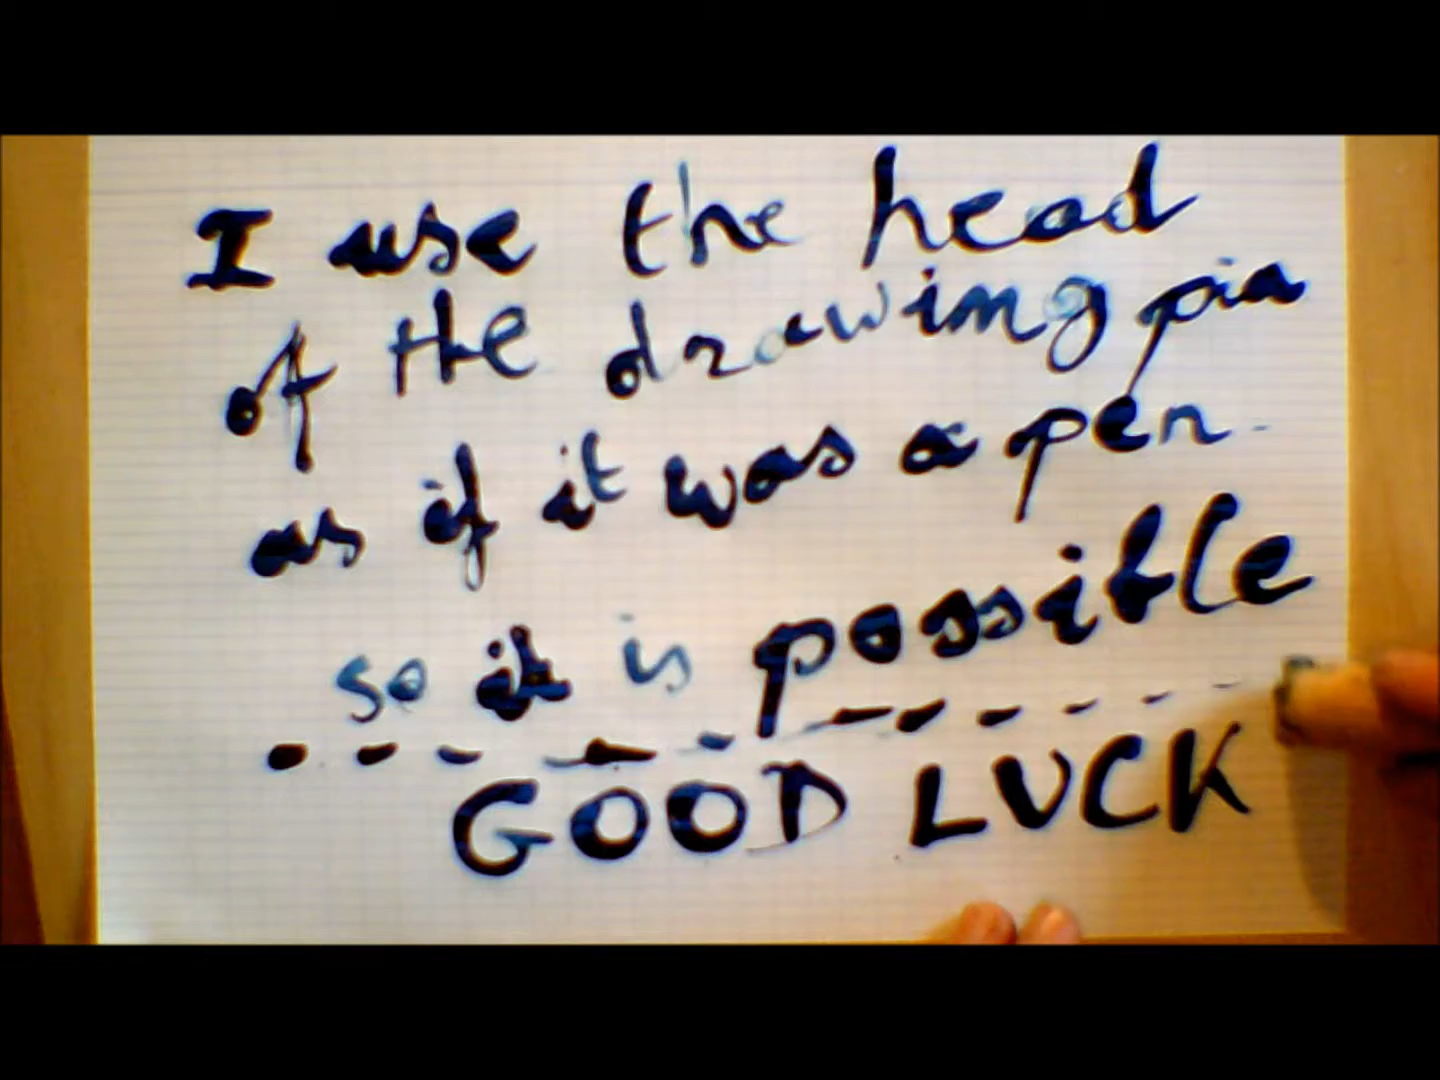 I use the head
of the drawing pin
as if it was a pen.
so it is possible
GOOD LUCK